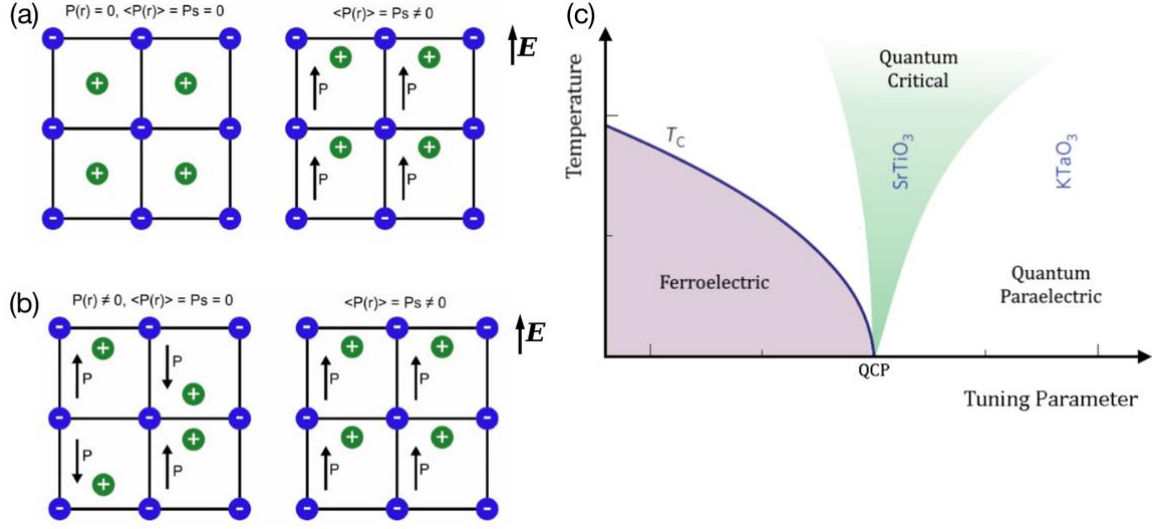 (a)
P(r) = 0, <P(r)> = Ps = 0
<P(r)> = Ps ≠ 0
E
+ +
+ +
- - -
- - -
- - -
+ +
P P
+ +
P P
- - -
- - -
- - -
(b)
P(r) ≠ 0, <P(r)> = Ps = 0
<P(r)> = Ps ≠ 0
E
+
P P
+
+
P P
+
- - -
- - -
- - -
+ +
P P
+ +
P P
- - -
- - -
- - -
(c)
Temperature
T_C
Quantum
Critical
SrTiO₃
KTaO₃
Ferroelectric
Quantum
Paraelectric
QCP
Tuning Parameter